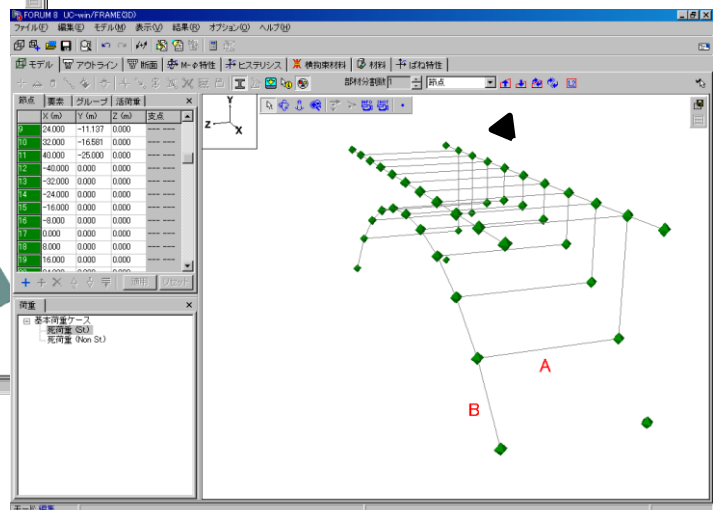 FORUM 8 UC-win/FRAME(3D)
ファイル(F) 編集(E) モデル(M) 表示(V) 結果(R) オプション(O) ヘルプ(H)
モデル アウトライン 断面 M-φ特性 ヒステリシス 横拘束材料 材料 ばね特性
部材分割数 1 節点
節点 要素 グループ 活荷重 ×
X (m) Y (m) Z (m) 支点
9 24.000 -11.137 0.000 --- ---
10 32.000 -16.581 0.000 --- ---
11 40.000 -25.000 0.000 --- ---
12 -40.000 0.000 0.000 --- ---
13 -32.000 0.000 0.000 --- ---
14 -24.000 0.000 0.000 --- ---
15 -16.000 0.000 0.000 --- ---
16 -8.000 0.000 0.000 --- ---
17 0.000 0.000 0.000 --- ---
18 8.000 0.000 0.000 --- ---
19 16.000 0.000 0.000 --- ---
適用 リセット
荷重 ×
基本荷重ケース
死荷重 (St)
死荷重 (Non St)
Y
Z
X
A
B
モード 編集